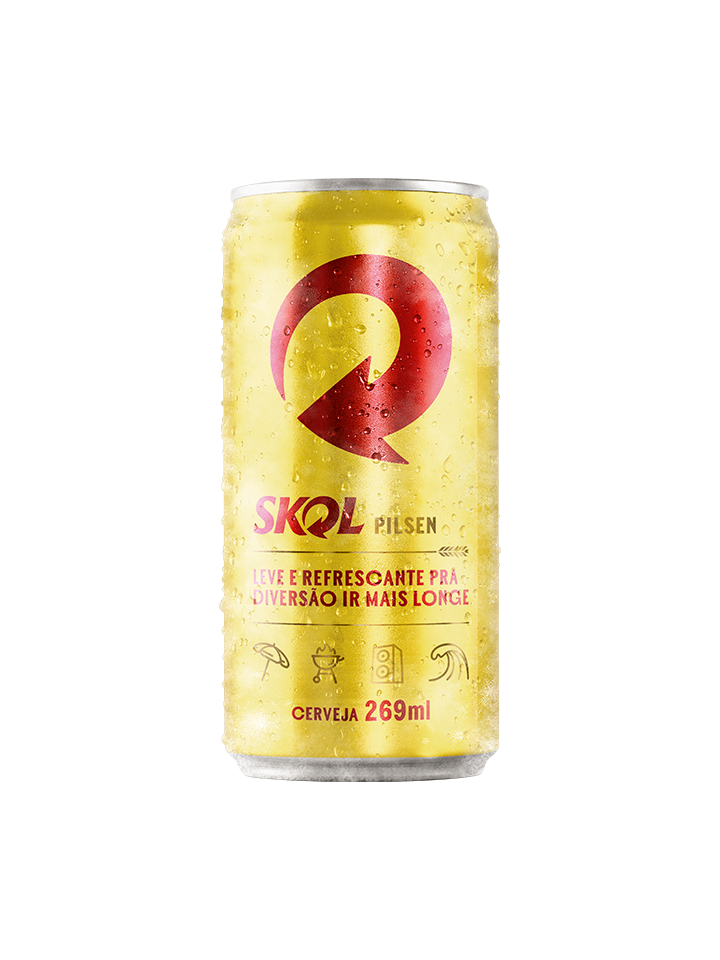 SKOL PILSEN
LEVE E REFRESCANTE PRA
DIVERSÃO IR MAIS LONGE
CERVEJA 269ml